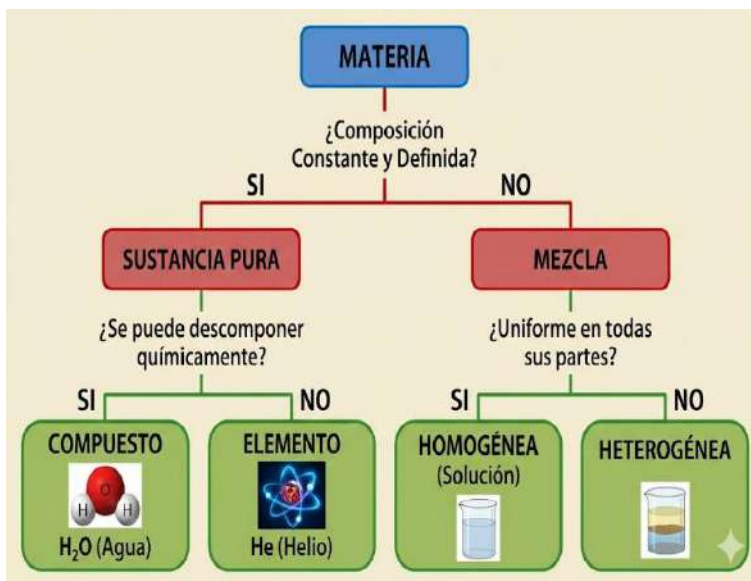 MATERIA
¿Composición
Constante y Definida?
SI
NO
SUSTANCIA PURA
MEZCLA
¿Se puede descomponer
químicamente?
¿Uniforme en todas
sus partes?
SI
NO
SI
NO
COMPUESTO
O
H H
H₂O (Agua)
ELEMENTO
He (Helio)
HOMOGÉNEA
(Solución)
HETEROGÉNEA